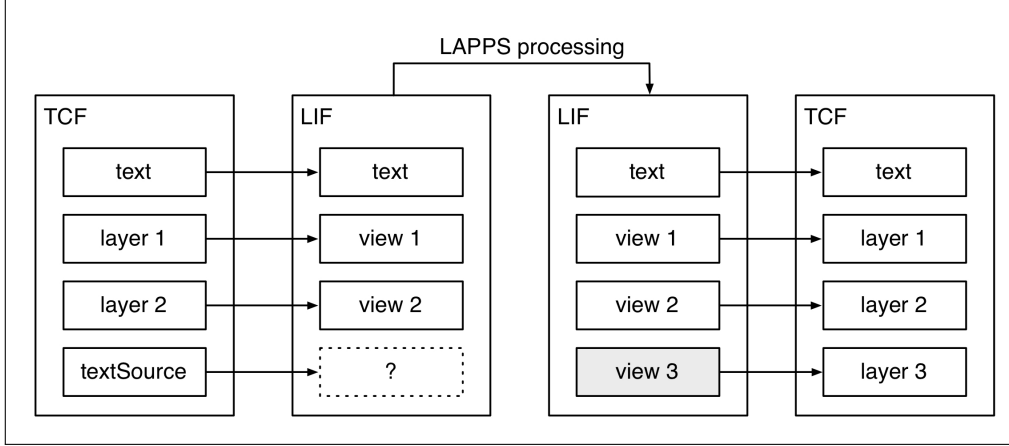 LAPPS processing
TCF
text
layer 1
layer 2
textSource
LIF
text
view 1
view 2
?
LIF
text
view 1
view 2
view 3
TCF
text
layer 1
layer 2
layer 3